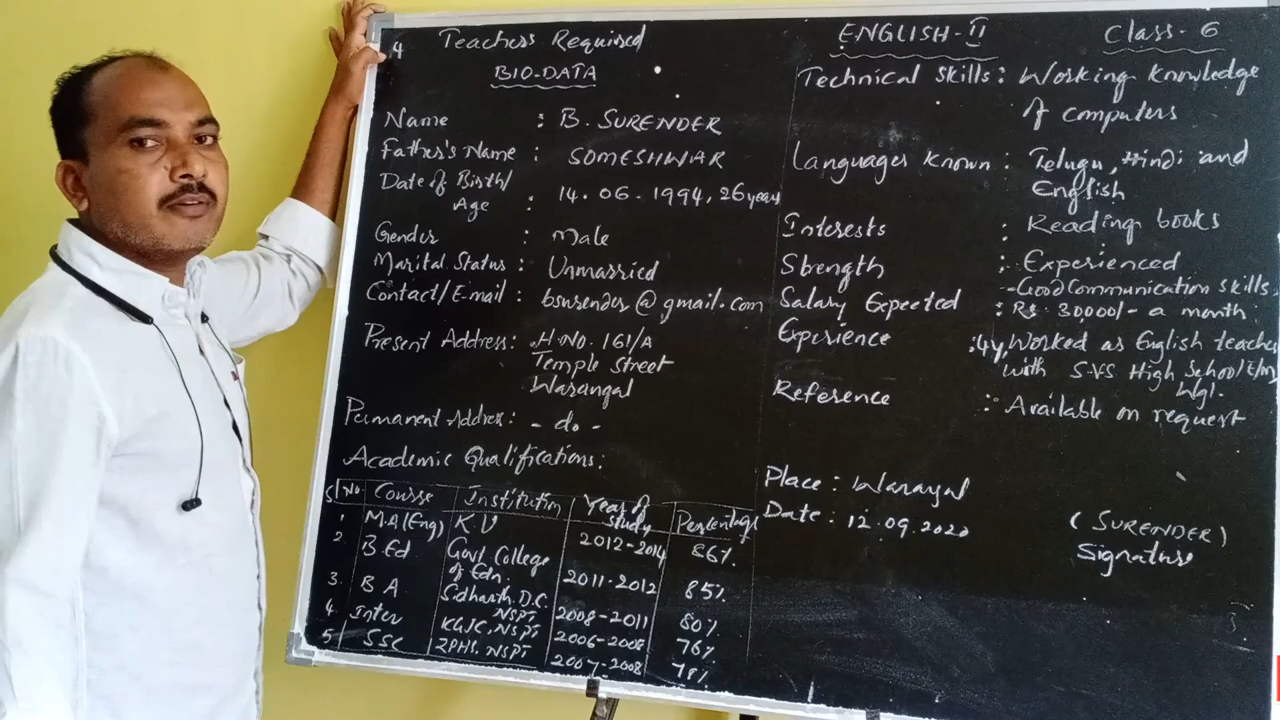 4 Teachers Required
BIO-DATA
Name : B. SURENDER
Father's Name : SOMESHWAR
Date of Birth/
Age : 14.06.1994, 26 years
Gender : Male
Marital Status : Unmarried
Contact/E.mail : bsurender@gmail.com
Present Address: H.No. 161/A
Temple Street
Warangal
Permanent Address: - do -
Academic Qualifications:
Sl No. Course Institution Year of study Percentage
1 M.A (Eng) K U 2012-2014 86%
2 B Ed Govt. College of Edn. 2011-2012 85%
3. B A Sidharth D.C. NSPT 2008-2011 80%
4. Inter KGJC, NSPT 2006-2008 76%
5 SSC ZPHS. NSPT 2007-2008 78%
ENGLISH-II Class-6
Technical Skills : Working knowledge
of computers
Languages Known : Telugu, Hindi and
English
Interests : Reading books
Strength : - Experienced
- Good Communication skills
Salary Expected : Rs. 30,000/- a month
Experience : 4y, Worked as English teacher
with S.V.S High School E/m,
Wgl.
Reference : Available on request
Place : Warangal
Date : 12.09.2020
(SURENDER)
Signature